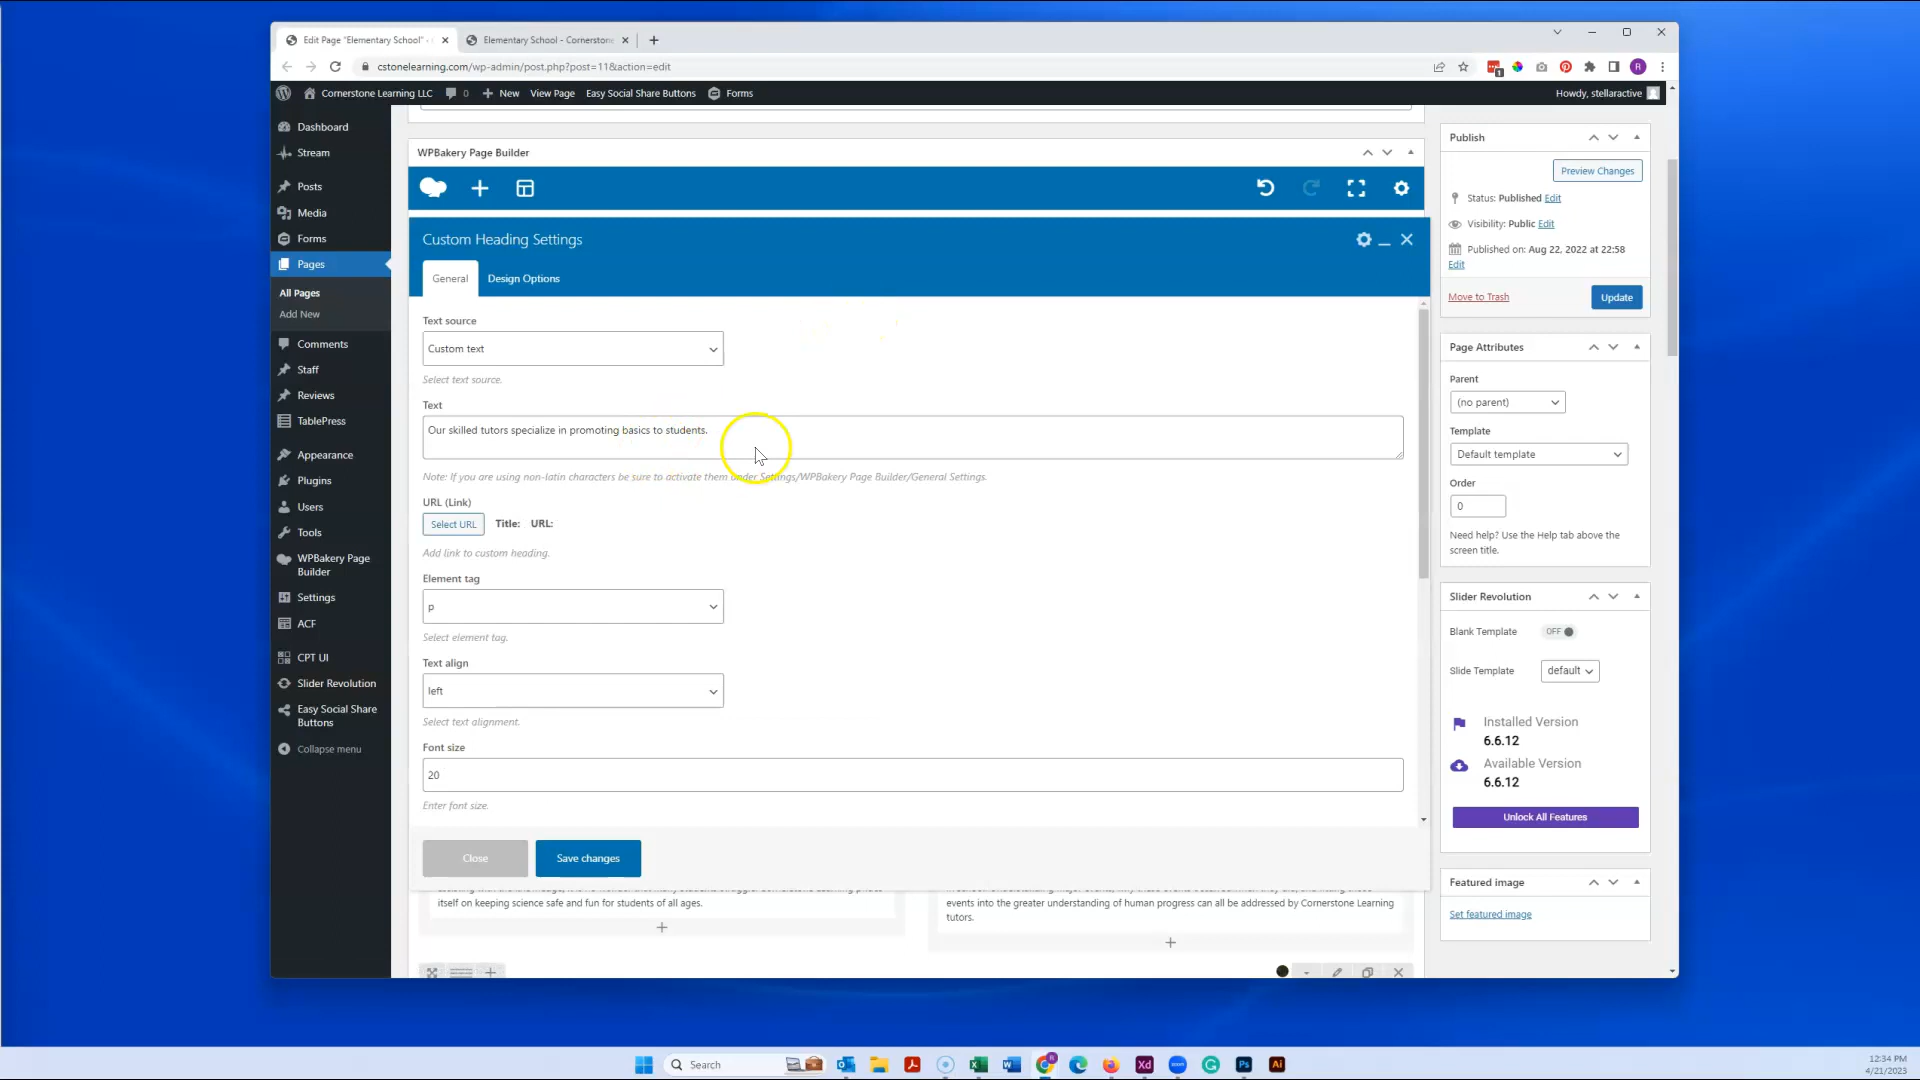 Edit Page "Elementary School" -
Elementary School - Cornerstone
cstonelearning.com/wp-admin/post.php?post=11&action=edit
Cornerstone Learning LLC
0
New
View Page
Easy Social Share Buttons
Forms
Howdy, stellaractive
Dashboard
Stream
Posts
Media
Forms
Pages
All Pages
Add New
Comments
Staff
Reviews
TablePress
Appearance
Plugins
Users
Tools
WPBakery Page
Builder
Settings
ACF
CPT UI
Slider Revolution
Easy Social Share
Buttons
Collapse menu
WPBakery Page Builder
Custom Heading Settings
General
Design Options
Text source
Custom text
Select text source.
Text
Our skilled tutors specialize in promoting basics to students.
Note: If you are using non-latin characters be sure to activate them under Settings/WPBakery Page Builder/General Settings.
URL (Link)
Select URL
Title: URL:
Add link to custom heading.
Element tag
p
Select element tag.
Text align
left
Select text alignment.
Font size
20
Enter font size.
Close
Save changes
itself on keeping science safe and fun for students of all ages.
events into the greater understanding of human progress can all be addressed by Cornerstone Learning
tutors.
Publish
Preview Changes
Status: Published Edit
Visibility: Public Edit
Published on: Aug 22, 2022 at 22:58
Edit
Move to Trash
Update
Page Attributes
Parent
(no parent)
Template
Default template
Order
0
Need help? Use the Help tab above the
screen title.
Slider Revolution
Blank Template
OFF
Slide Template
default
Installed Version
6.6.12
Available Version
6.6.12
Unlock All Features
Featured image
Set featured image
Search
12:34 PM
4/21/2023